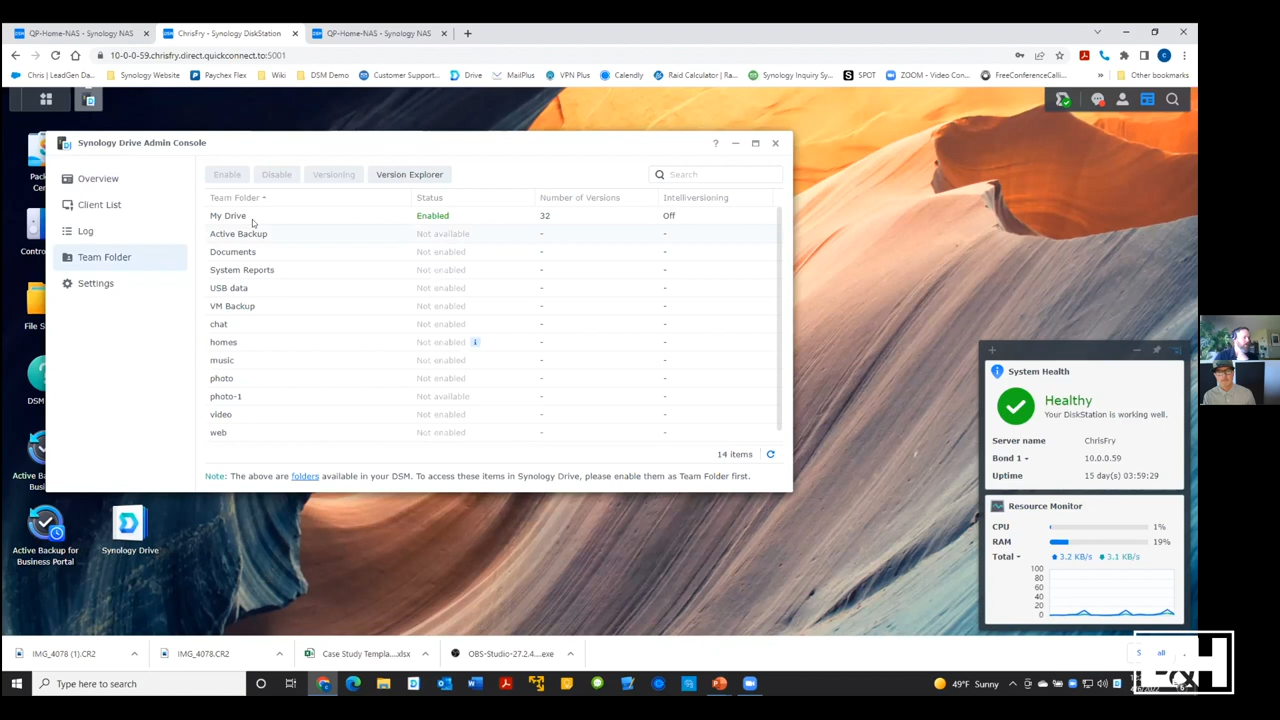 QP-Home-NAS - Synology NAS
ChrisFry - Synology DiskStation
QP-Home-NAS - Synology NAS
10-0-0-59.chrisfry.direct.quickconnect.to:5001
Chris | LeadGen Da...
Synology Website
Paychex Flex
Wiki
DSM Demo
Customer Support...
Drive
MailPlus
VPN Plus
Calendly
Raid Calculator | Ra...
Synology Inquiry Sy...
SPOT
ZOOM - Video Con...
FreeConferenceCalli...
»
Other bookmarks
Synology Drive Admin Console
Overview
Client List
Log
Team Folder
Settings
Enable
Disable
Versioning
Version Explorer
Search
Team Folder Status Number of Versions Intelliversioning
My Drive Enabled 32 Off
Active Backup Not available - -
Documents Not enabled - -
System Reports Not enabled - -
USB data Not enabled - -
VM Backup Not enabled - -
chat Not enabled - -
homes Not enabled - -
music Not enabled - -
photo Not enabled - -
photo-1 Not available - -
video Not enabled - -
web Not enabled - -
14 items
Note: The above are folders available in your DSM. To access these items in Synology Drive, please enable them as Team Folder first.
Pac
Cen
Contro
File S
DSM
Active Ba
Busin
Active Backup for
Business Portal
Synology Drive
System Health
Healthy
Your DiskStation is working well.
Server name ChrisFry
Bond 1 10.0.0.59
Uptime 15 day(s) 03:59:29
Resource Monitor
CPU 1%
RAM 19%
Total 3.2 KB/s 3.1 KB/s
100
80
60
40
20
0
IMG_4078 (1).CR2
IMG_4078.CR2
Case Study Templa....xlsx
OBS-Studio-27.2.4....exe
S all
Type here to search
49°F Sunny